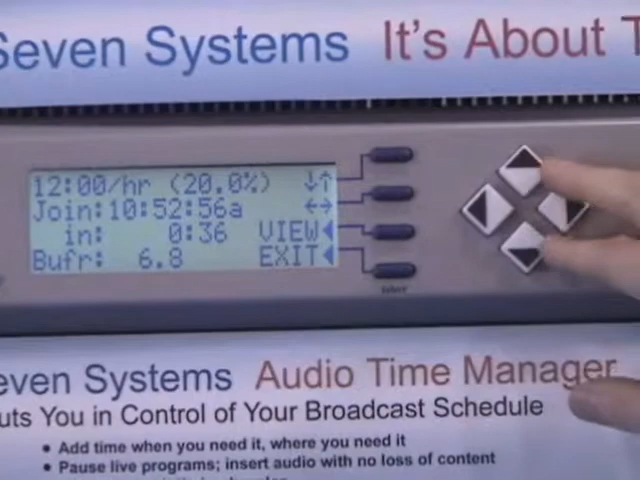 Seven Systems It's About T
12:00/hr (20.0%) ↓↑
Join:10:52:56a ←→
in: 0:36 VIEW
Bufr: 6.8 EXIT
Select
even Systems Audio Time Manager
uts You in Control of Your Broadcast Schedule
• Add time when you need it, where you need it
• Pause live programs; insert audio with no loss of content